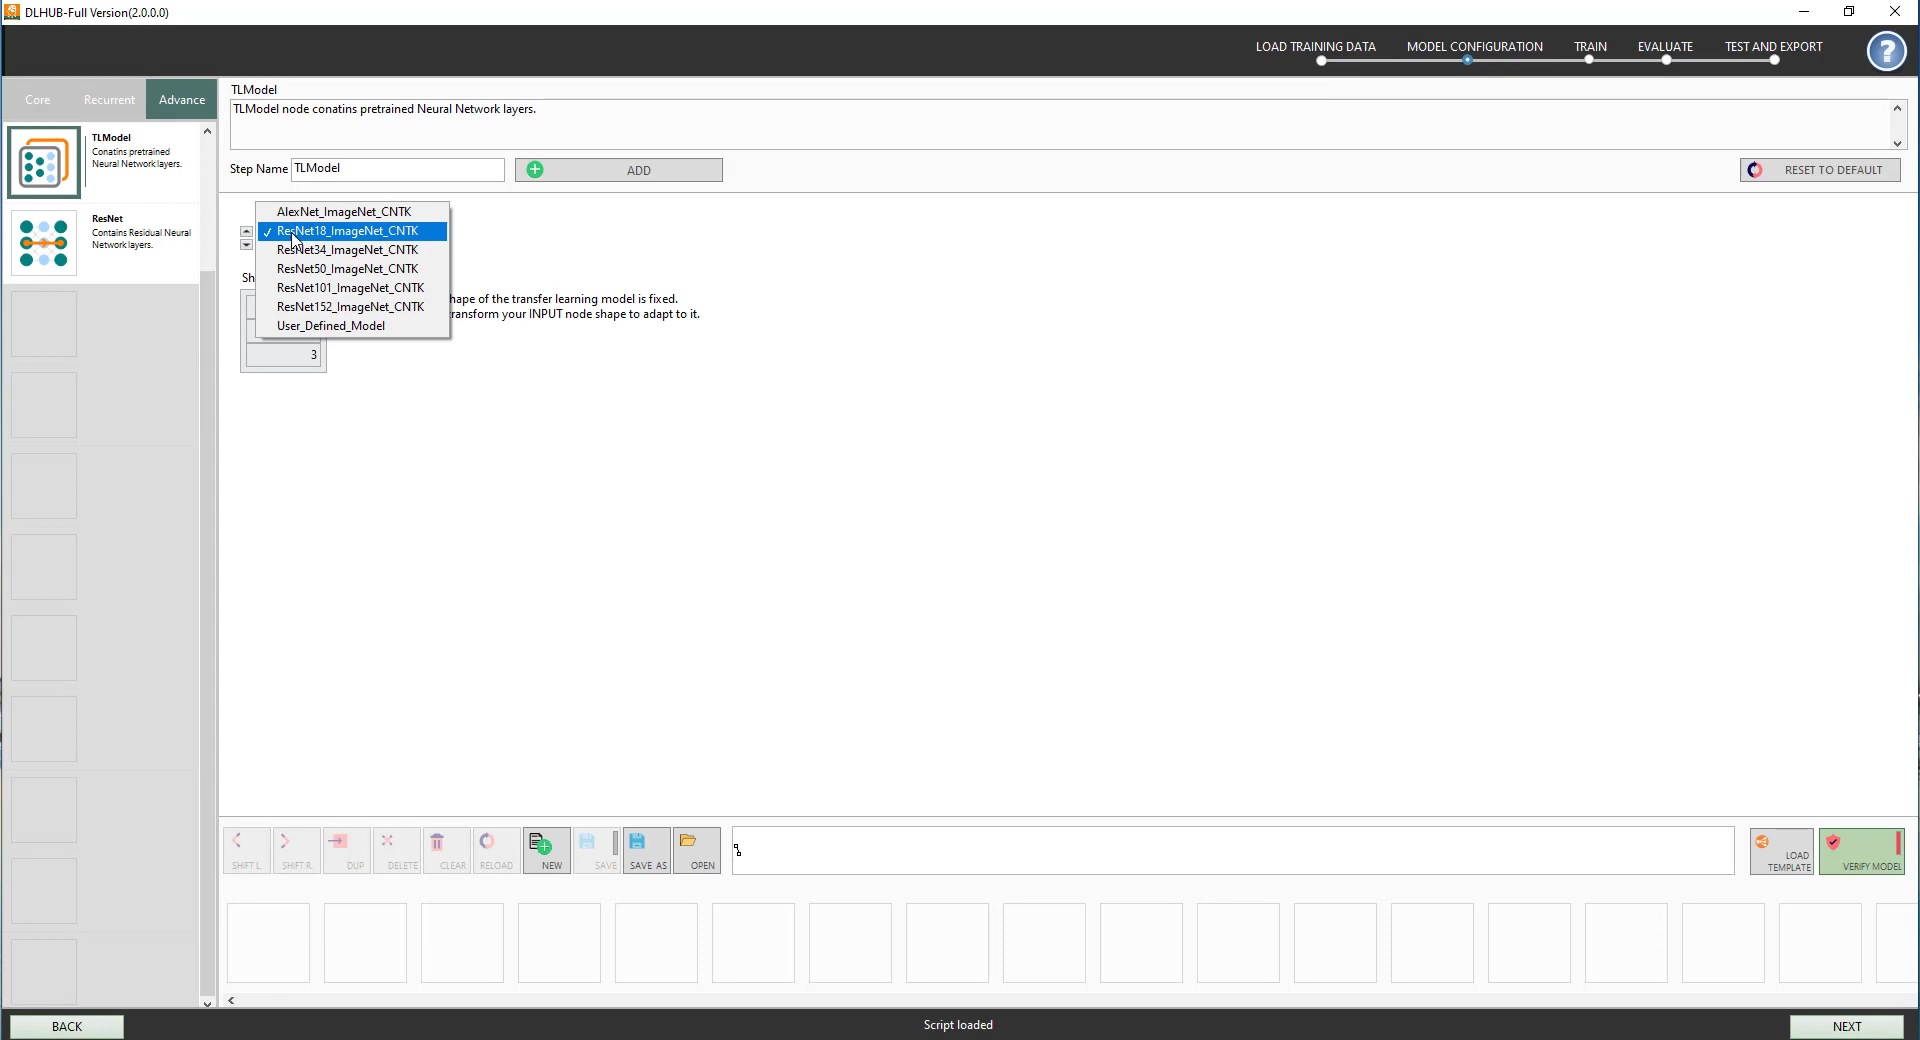 DLHUB-Full Version(2.0.0.0)
LOAD TRAINING DATA
MODEL CONFIGURATION
TRAIN
EVALUATE
TEST AND EXPORT
?
Core
Recurrent
Advance
TLModel
Conatins pretrained
Neural Network layers.
ResNet
Contains Residual Neural
Network layers.
TLModel
TLModel node conatins pretrained Neural Network layers.
Step Name
TLModel
ADD
RESET TO DEFAULT
AlexNet_ImageNet_CNTK
ResNet18_ImageNet_CNTK
ResNet34_ImageNet_CNTK
ResNet50_ImageNet_CNTK
ResNet101_ImageNet_CNTK
ResNet152_ImageNet_CNTK
User_Defined_Model
Sh
hape of the transfer learning model is fixed.
ransform your INPUT node shape to adapt to it.
3
SHIFT L.
SHIFT R.
DUP
DELETE
CLEAR
RELOAD
NEW
SAVE
SAVE AS
OPEN
LOAD
TEMPLATE
VERIFY MODEL
BACK
Script loaded
NEXT